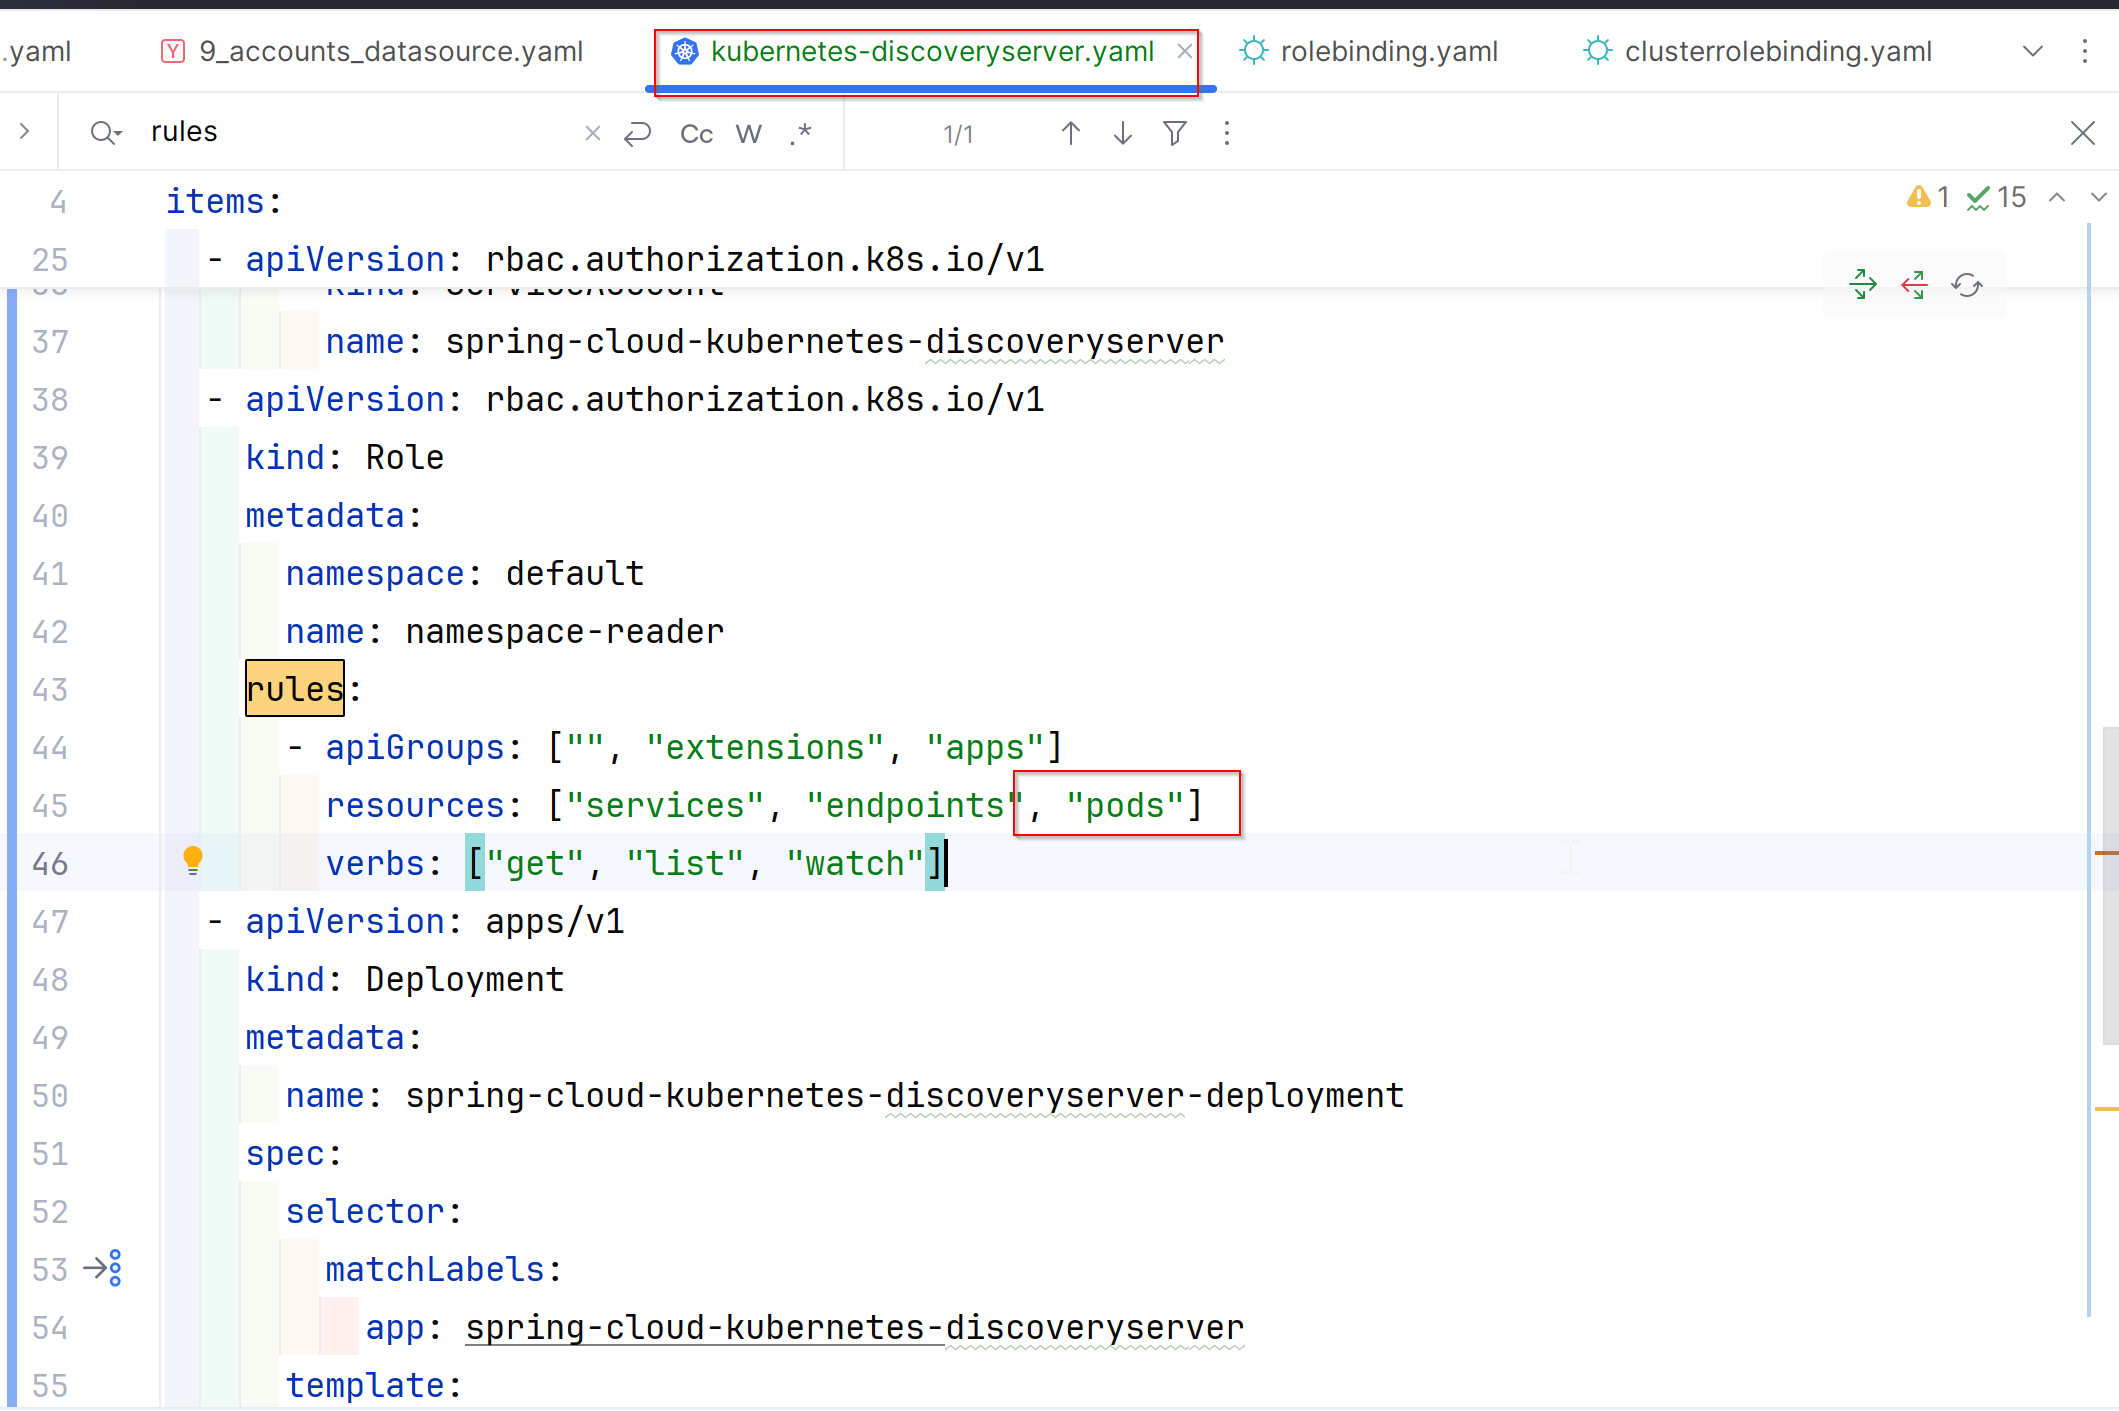 .yaml
9_accounts_datasource.yaml
kubernetes-discoveryserver.yaml
rolebinding.yaml
clusterrolebinding.yaml
rules
Cc W .*
1/1
4 items:
1 15
25 - apiVersion: rbac.authorization.k8s.io/v1
37 name: spring-cloud-kubernetes-discoveryserver
38 - apiVersion: rbac.authorization.k8s.io/v1
39 kind: Role
40 metadata:
41 namespace: default
42 name: namespace-reader
43 rules:
44 - apiGroups: ["", "extensions", "apps"]
45 resources: ["services", "endpoints", "pods"]
46 verbs: ["get", "list", "watch"]
47 - apiVersion: apps/v1
48 kind: Deployment
49 metadata:
50 name: spring-cloud-kubernetes-discoveryserver-deployment
51 spec:
52 selector:
53 matchLabels:
54 app: spring-cloud-kubernetes-discoveryserver
55 template: